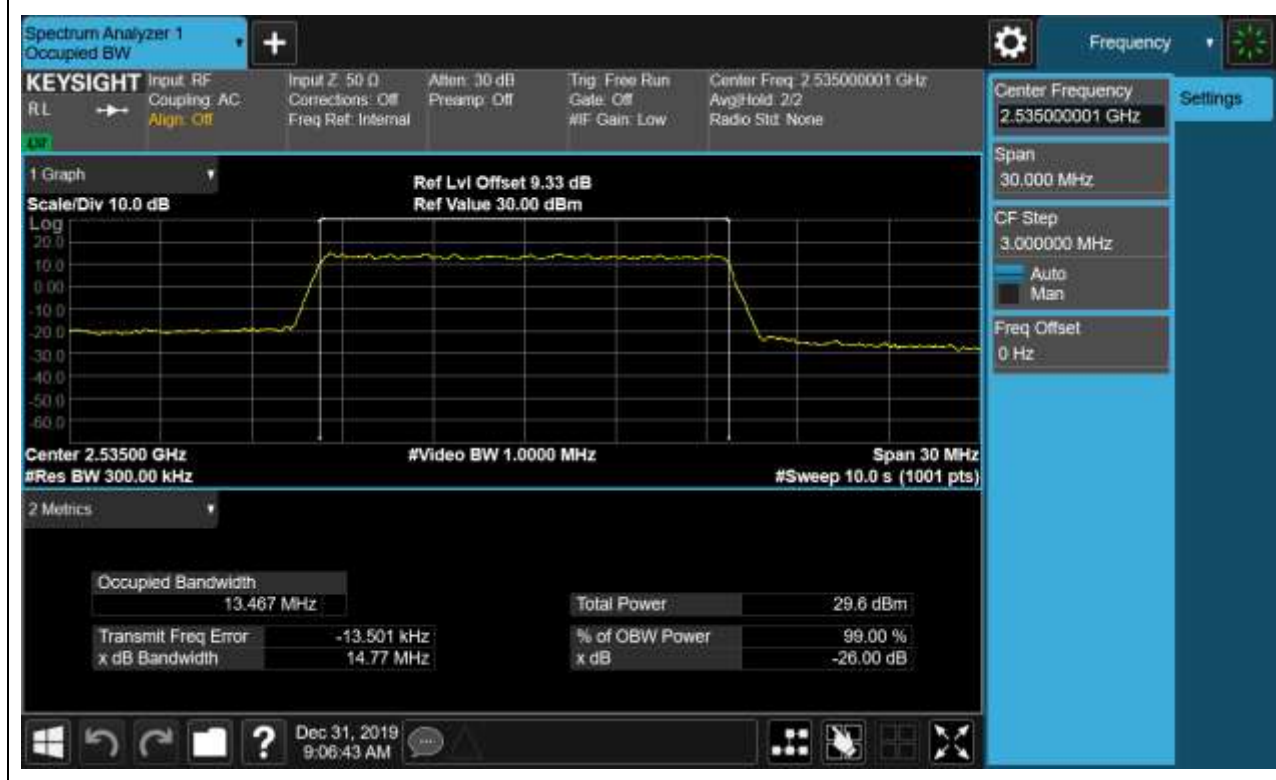 Spectrum Analyzer 1
Occupied BW
+
Frequency
KEYSIGHT
RL
Input: RF
Coupling: AC
Align: Off
Input Z: 50 Ω
Corrections: Off
Freq Ref: Internal
Atten: 30 dB
Preamp: Off
Trig: Free Run
Gate: Off
#IF Gain: Low
Center Freq: 2.535000001 GHz
Avg|Hold: 2/2
Radio Std: None
Center Frequency
2.535000001 GHz
Settings
Span
30.000 MHz
CF Step
3.000000 MHz
Auto
Man
Freq Offset
0 Hz
1 Graph
Scale/Div 10.0 dB
Ref Lvl Offset 9.33 dB
Ref Value 30.00 dBm
Log
20.0
10.0
0.00
-10.0
-20.0
-30.0
-40.0
-50.0
-60.0
Center 2.53500 GHz
#Video BW 1.0000 MHz
Span 30 MHz
#Res BW 300.00 kHz
#Sweep 10.0 s (1001 pts)
2 Metrics
Occupied Bandwidth
13.467 MHz
Total Power 29.6 dBm
Transmit Freq Error -13.501 kHz
% of OBW Power 99.00 %
x dB Bandwidth 14.77 MHz
x dB -26.00 dB
?
Dec 31, 2019
9:06:43 AM